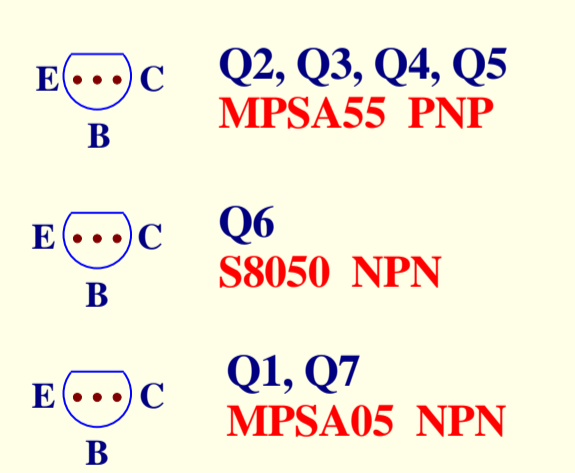 Q2, Q3, Q4, Q5
E C MPSA55 PNP
B
Q6
E C S8050 NPN
B
Q1, Q7
E C MPSA05 NPN
B